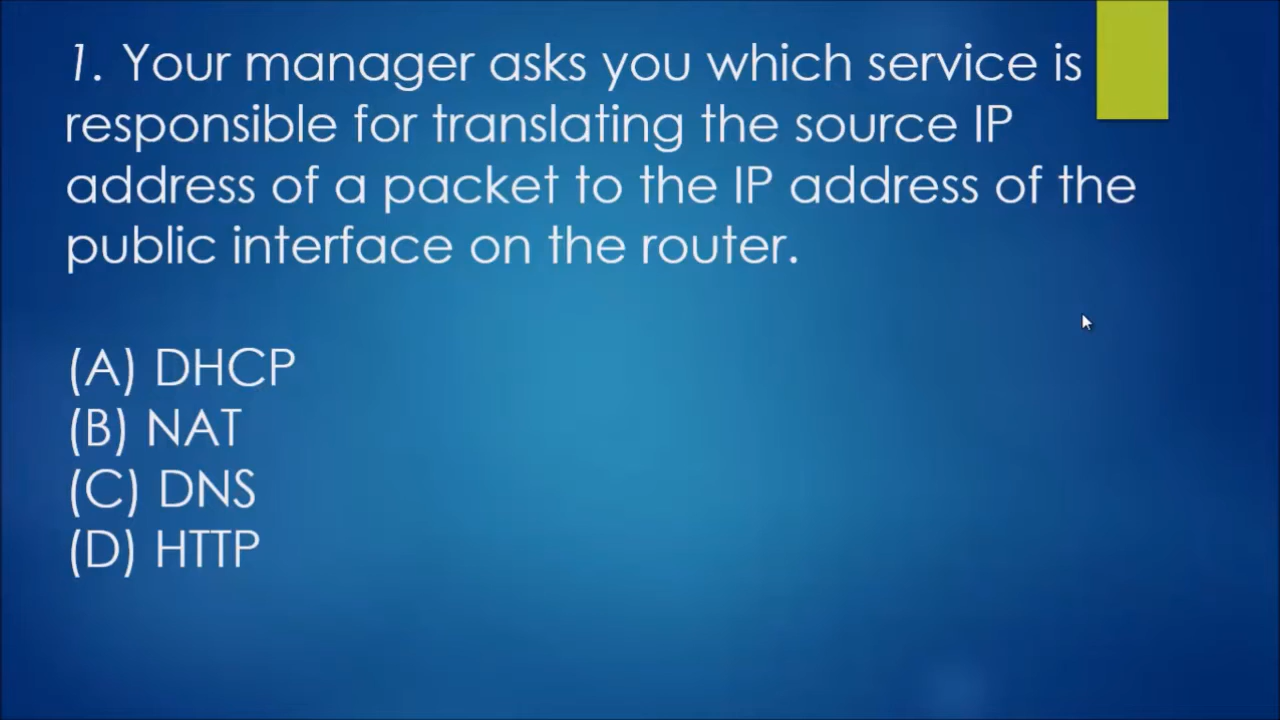 1. Your manager asks you which service is
responsible for translating the source IP
address of a packet to the IP address of the
public interface on the router.
(A) DHCP
(B) NAT
(C) DNS
(D) HTTP